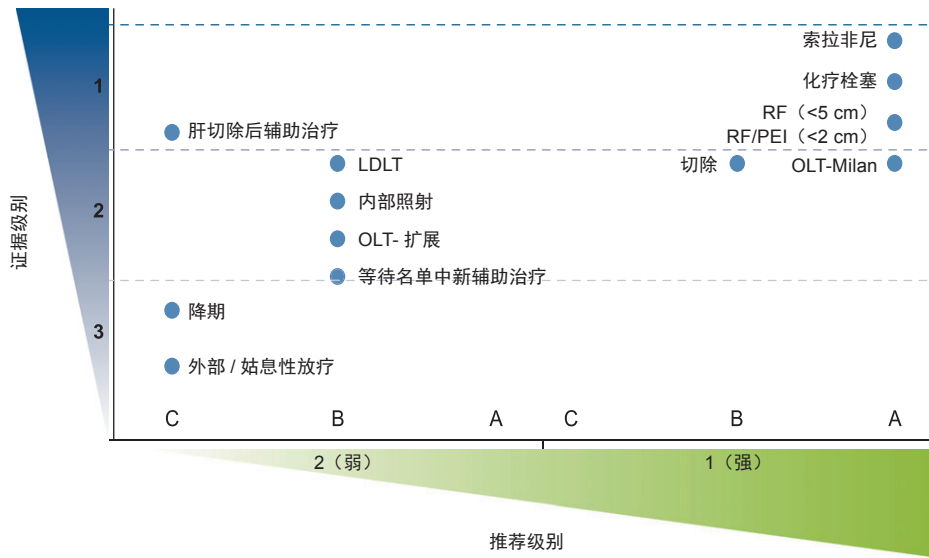 索拉非尼
1
化疗栓塞
RF（<5 cm）
肝切除后辅助治疗
RF/PEI（<2 cm）
LDLT
切除
OLT-Milan
证据级别
2
内部照射
OLT- 扩展
等待名单中新辅助治疗
降期
3
外部 / 姑息性放疗
C B A C B A
2（弱） 1（强）
推荐级别